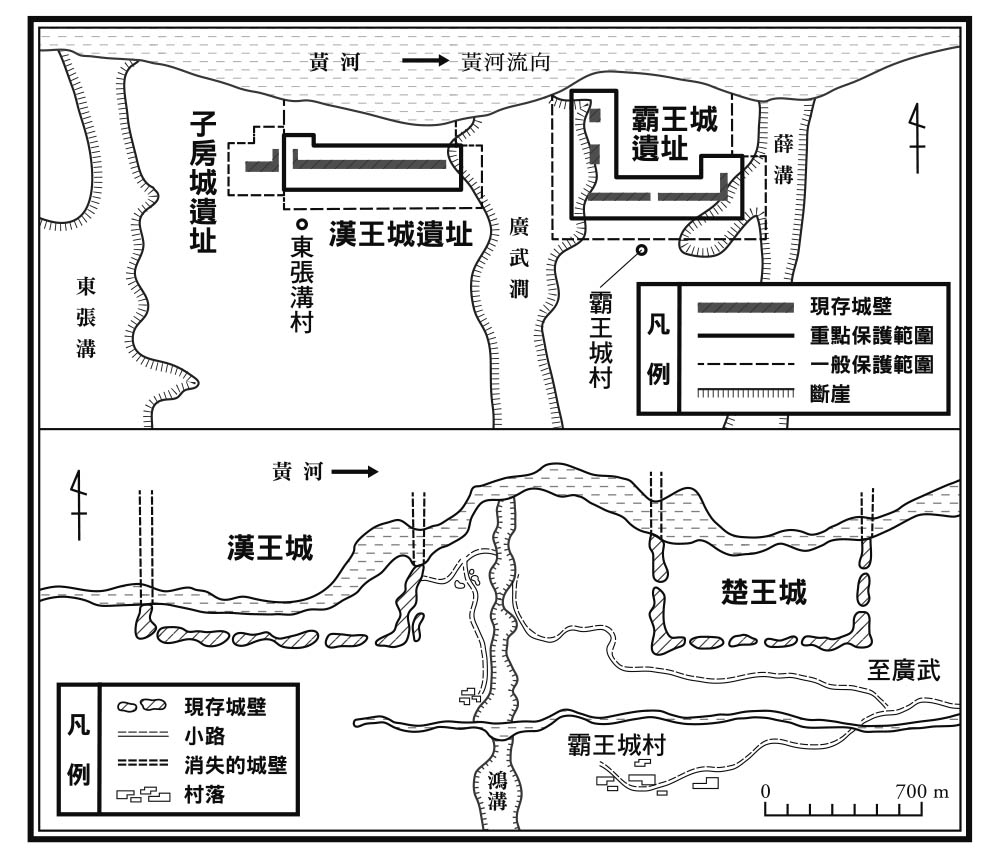 黃河
黃河流向
子房城遺址
漢王城遺址
東張溝村
東張溝
廣武澗
霸王城
遺址
薛溝
霸王城村
凡例
現存城壁
重點保護範圍
一般保護範圍
斷崖
黃河
漢王城
楚王城
至廣武
霸王城村
鴻溝
凡例
現存城壁
小路
消失的城壁
村落
0
700 m